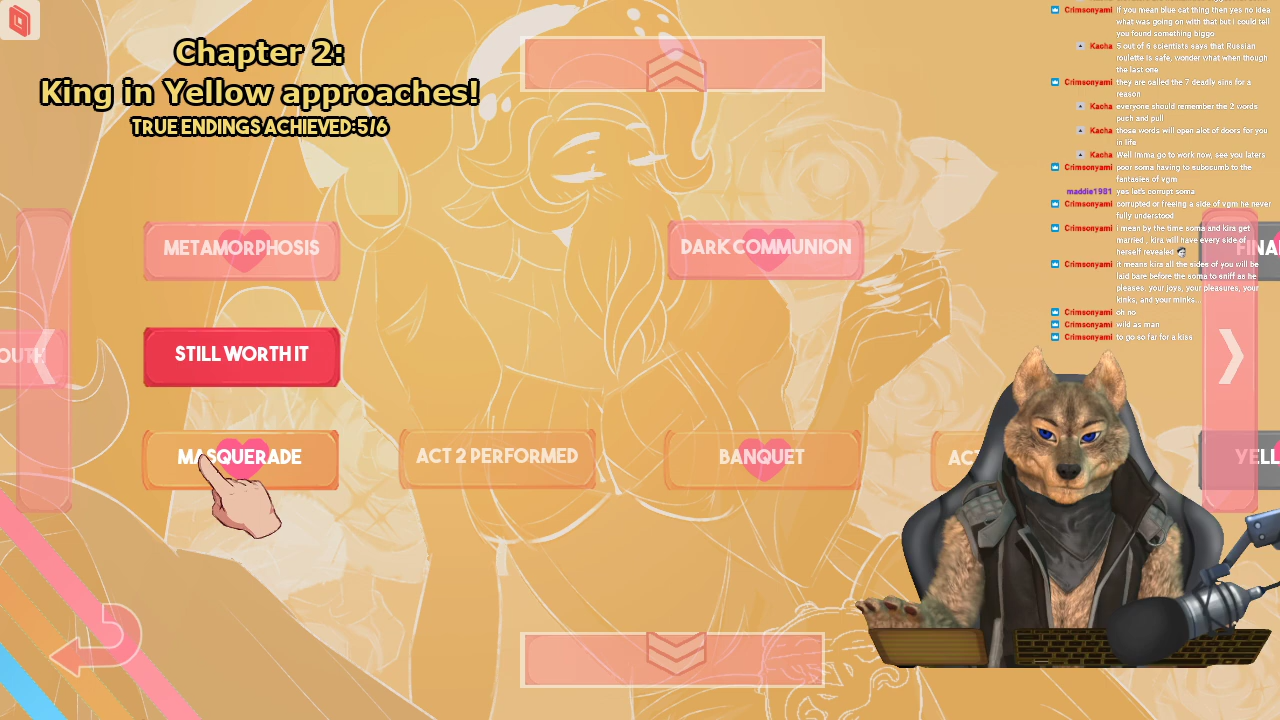 Chapter 2:
King in Yellow approaches!
TRUE ENDINGS ACHIEVED:5/6
METAMORPHOSIS
DARK COMMUNION
FINA
OUTH
STILL WORTH IT
MASQUERADE
ACT 2 PERFORMED
BANQUET
AC
YELL
Crimsonyami if you mean blue cat thing then yes no idea
what was going on with that but i could tell
you found something biggo
Kacha 5 out of 6 scientists says that Russian
roulette is safe, wonder what when though
the last one
Crimsonyami they are called the 7 deadly sins for a
reason
Kacha everyone should remember the 2 words
puch and pull
Kacha those words will open alot of doors for you
in life
Kacha Well imma go to work now, see you laters
Crimsonyami poor soma having to subcomb to the
fantasies of vgm
maddie1981 yes let's corrupt soma
Crimsonyami corrupted or freeing a side of vgm he never
fully understood
Crimsonyami i mean by the time soma and kira get
married , kira will have every side of
herself revealed
Crimsonyami it means kira all the sides of you will be
laid bare before the soma to sniff as he
pleases, your joys, your pleasures, your
kinks, and your minks...
Crimsonyami oh no
Crimsonyami wild as man
Crimsonyami to go so far for a kiss